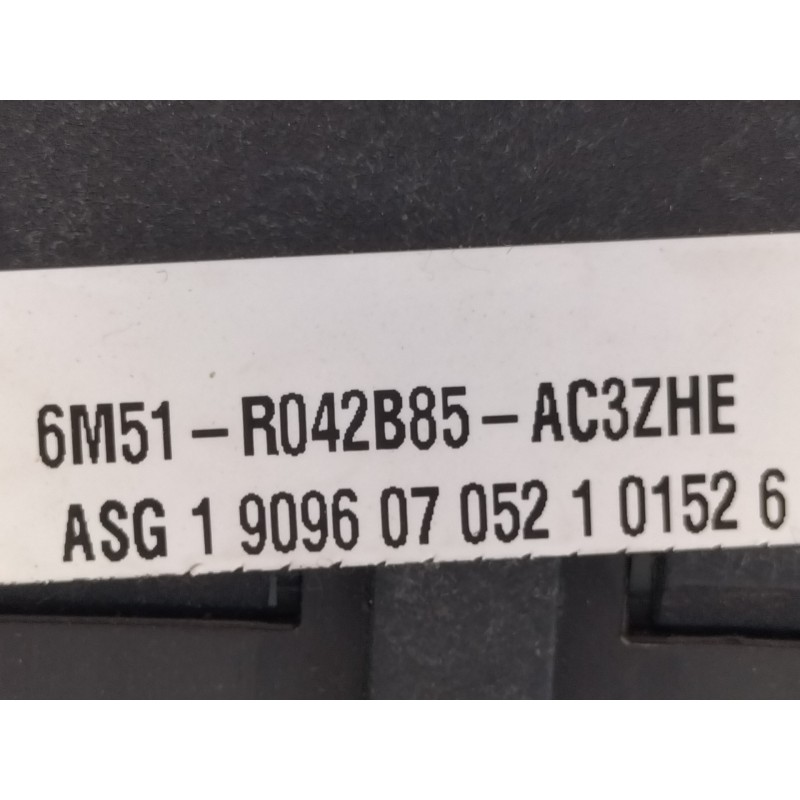 6M51-R042B85-AC3ZHE
ASG 1 9096 07 052 1 0152 6